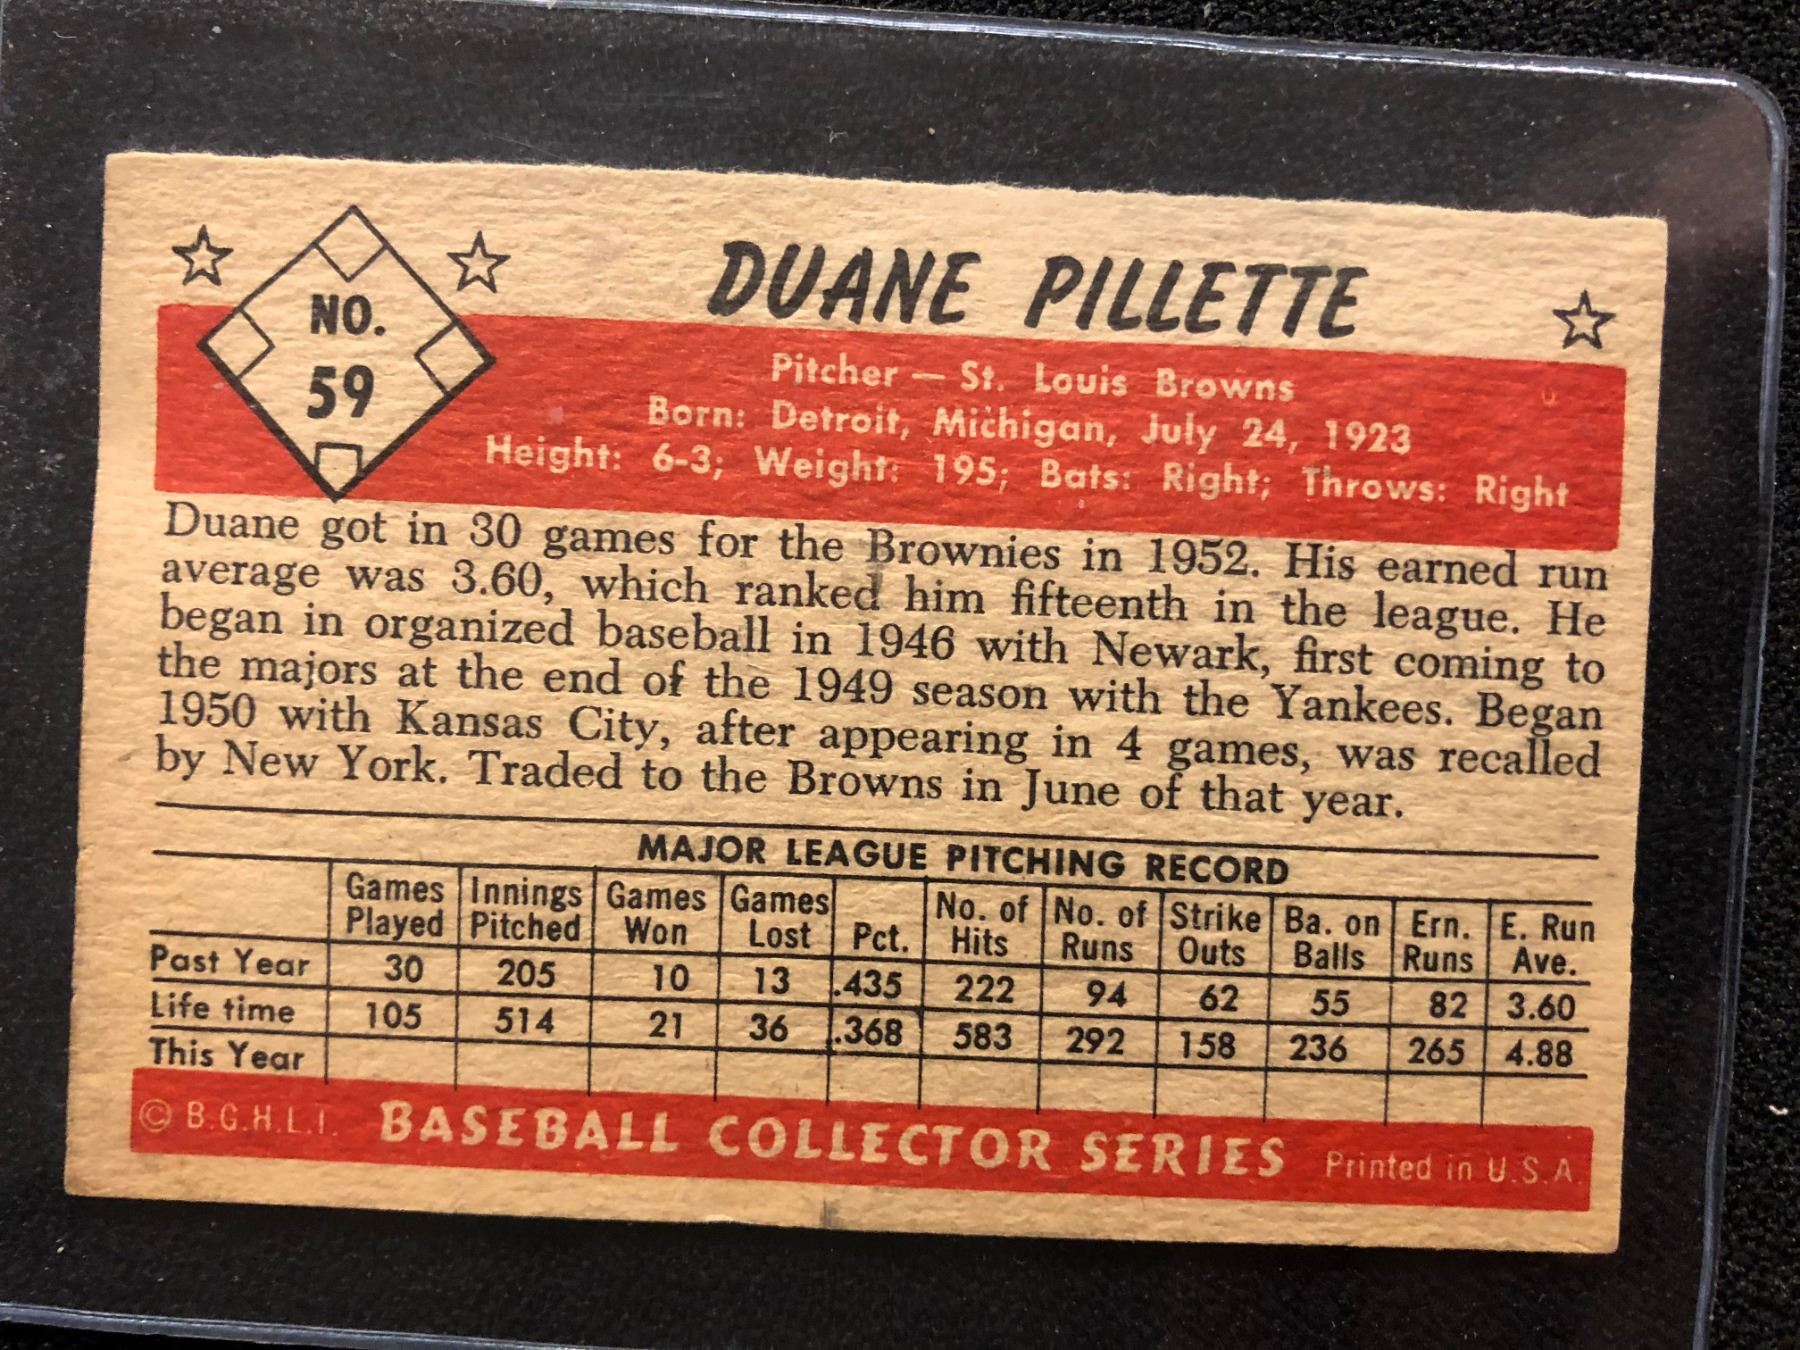 DUANE PILLETTE
NO.
59
Pitcher — St. Louis Browns
Born: Detroit, Michigan, July 24, 1923
Height: 6-3; Weight: 195; Bats: Right; Throws: Right
Duane got in 30 games for the Brownies in 1952. His earned run
average was 3.60, which ranked him fifteenth in the league. He
began in organized baseball in 1946 with Newark, first coming to
the majors at the end of the 1949 season with the Yankees. Began
1950 with Kansas City, after appearing in 4 games, was recalled
by New York. Traded to the Browns in June of that year.
MAJOR LEAGUE PITCHING RECORD
Games Innings Games Games No. of No. of Strike Ba. on Ern. E. Run
Played Pitched Won Lost Pct. Hits Runs Outs Balls Runs Ave.
Past Year 30 205 10 13 .435 222 94 62 55 82 3.60
Life time 105 514 21 36 .368 583 292 158 236 265 4.88
This Year
© B.G.H.L.I. BASEBALL COLLECTOR SERIES Printed in U.S.A.